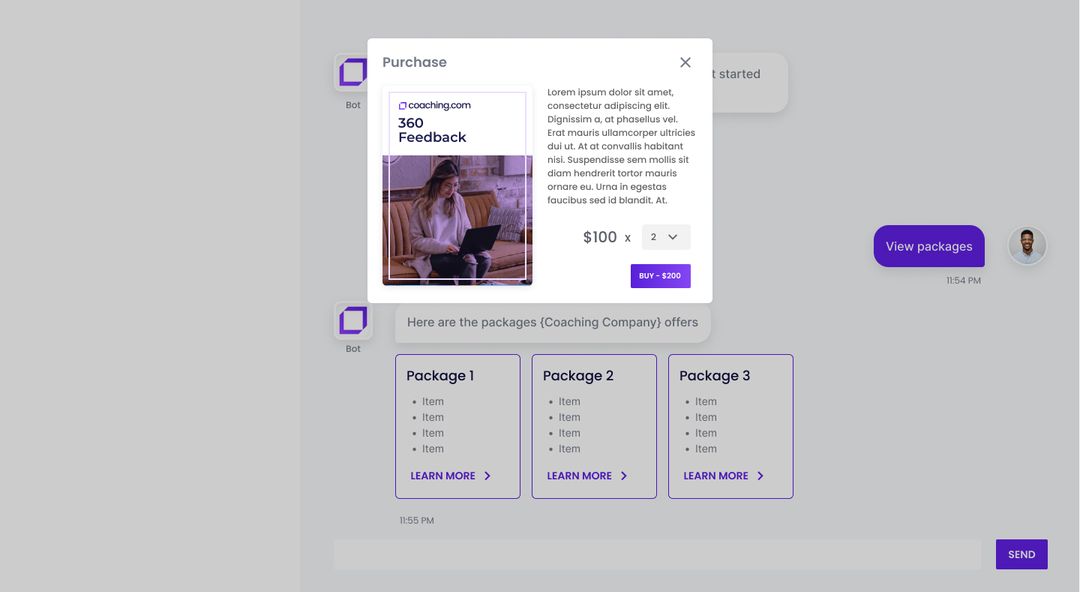 Purchase
coaching.com
360
Feedback
Lorem ipsum dolor sit amet,
consectetur adipiscing elit.
Dignissim a, at phasellus vel.
Erat mauris ullamcorper ultricies
dui ut. At at convallis habitant
nisi. Suspendisse sem mollis sit
diam hendrerit tortor mauris
ornare eu. Urna in egestas
faucibus sed id blandit. At.
$100 x 2
BUY - $200
t started
Bot
View packages
11:54 PM
Bot
Here are the packages {Coaching Company} offers
Package 1
• Item
• Item
• Item
• Item
LEARN MORE
Package 2
• Item
• Item
• Item
• Item
LEARN MORE
Package 3
• Item
• Item
• Item
• Item
LEARN MORE
11:55 PM
SEND